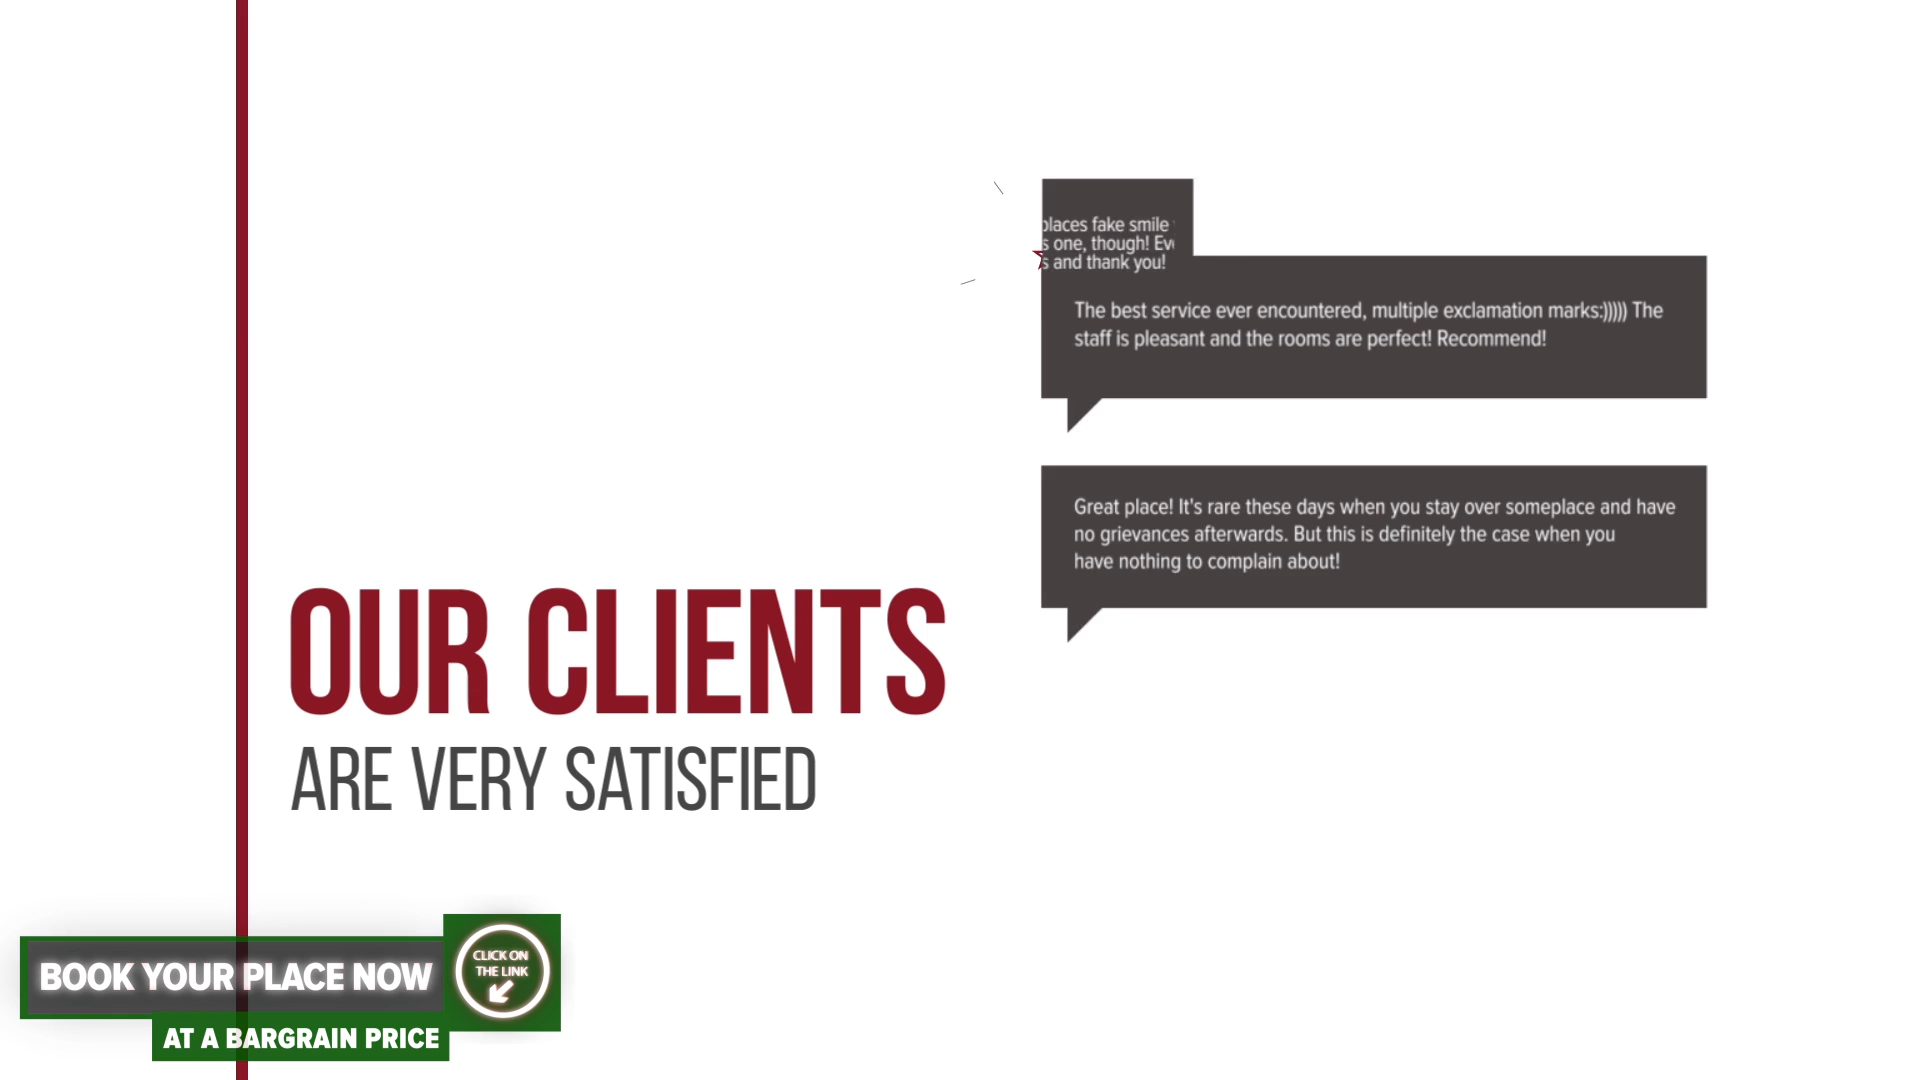 OUR CLIENTS
ARE VERY SATISFIED
fake smile
one, though!
and thank you!
The best service ever encountered, multiple exclamation marks:))))) The
staff is pleasant and the rooms are perfect! Recommend!
Great place! It's rare these days when you stay over someplace and have
no grievances afterwards. But this is definitely the case when you
have nothing to complain about!
BOOK YOUR PLACE NOW
CLICK ON
THE LINK
AT A BARGRAIN PRICE